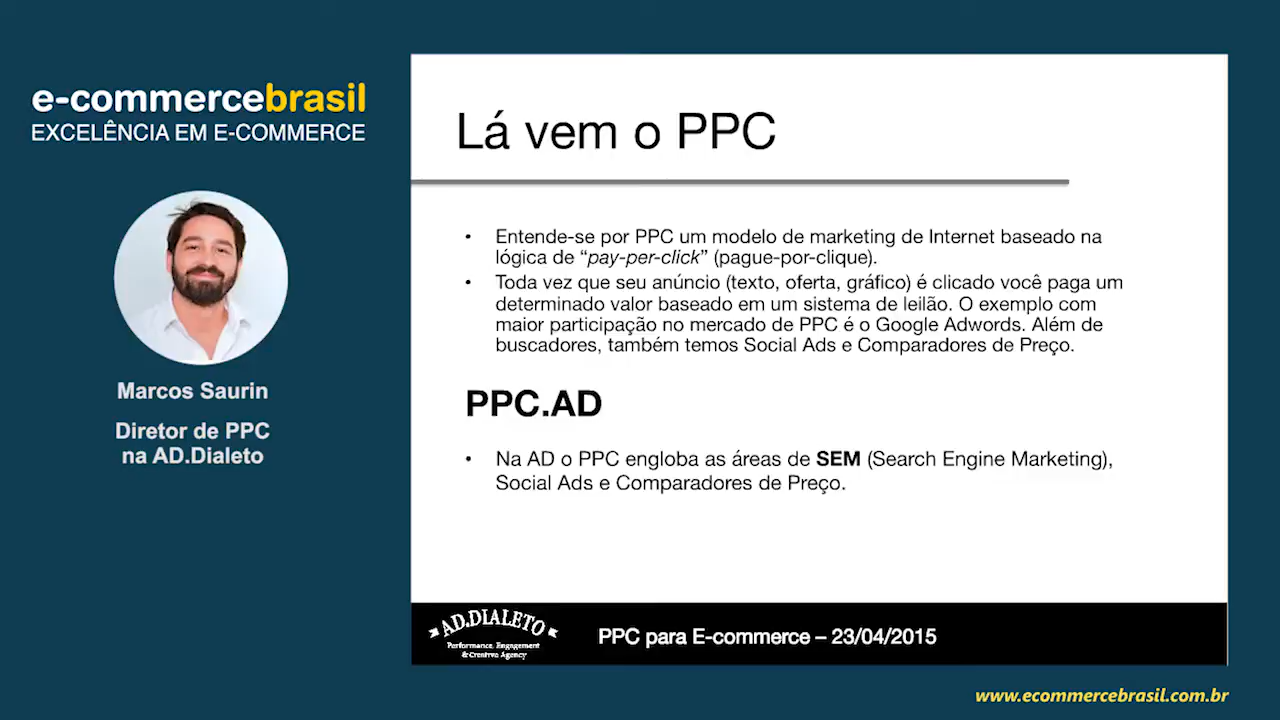 e-commercebrasil
EXCELÊNCIA EM E-COMMERCE
Marcos Saurin
Diretor de PPC
na AD.Dialeto
Lá vem o PPC
• Entende-se por PPC um modelo de marketing de Internet baseado na
lógica de “pay-per-click” (pague-por-clique).
• Toda vez que seu anúncio (texto, oferta, gráfico) é clicado você paga um
determinado valor baseado em um sistema de leilão. O exemplo com
maior participação no mercado de PPC é o Google Adwords. Além de
buscadores, também temos Social Ads e Comparadores de Preço.
PPC.AD
• Na AD o PPC engloba as áreas de SEM (Search Engine Marketing),
Social Ads e Comparadores de Preço.
AD.DIALETO
Performance, Engagement
& Creative Agency
PPC para E-commerce – 23/04/2015
www.ecommercebrasil.com.br